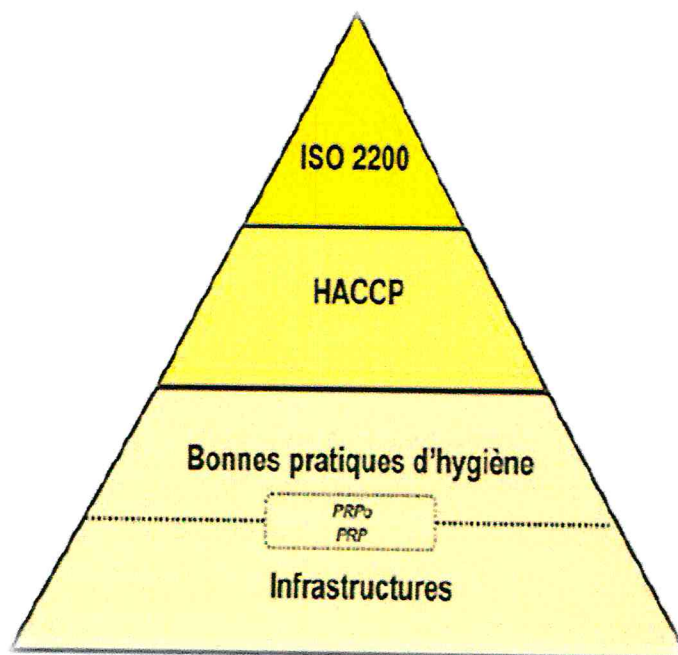 ISO 2200
HACCP
Bonnes pratiques d'hygiène
PRPo
PRP
Infrastructures